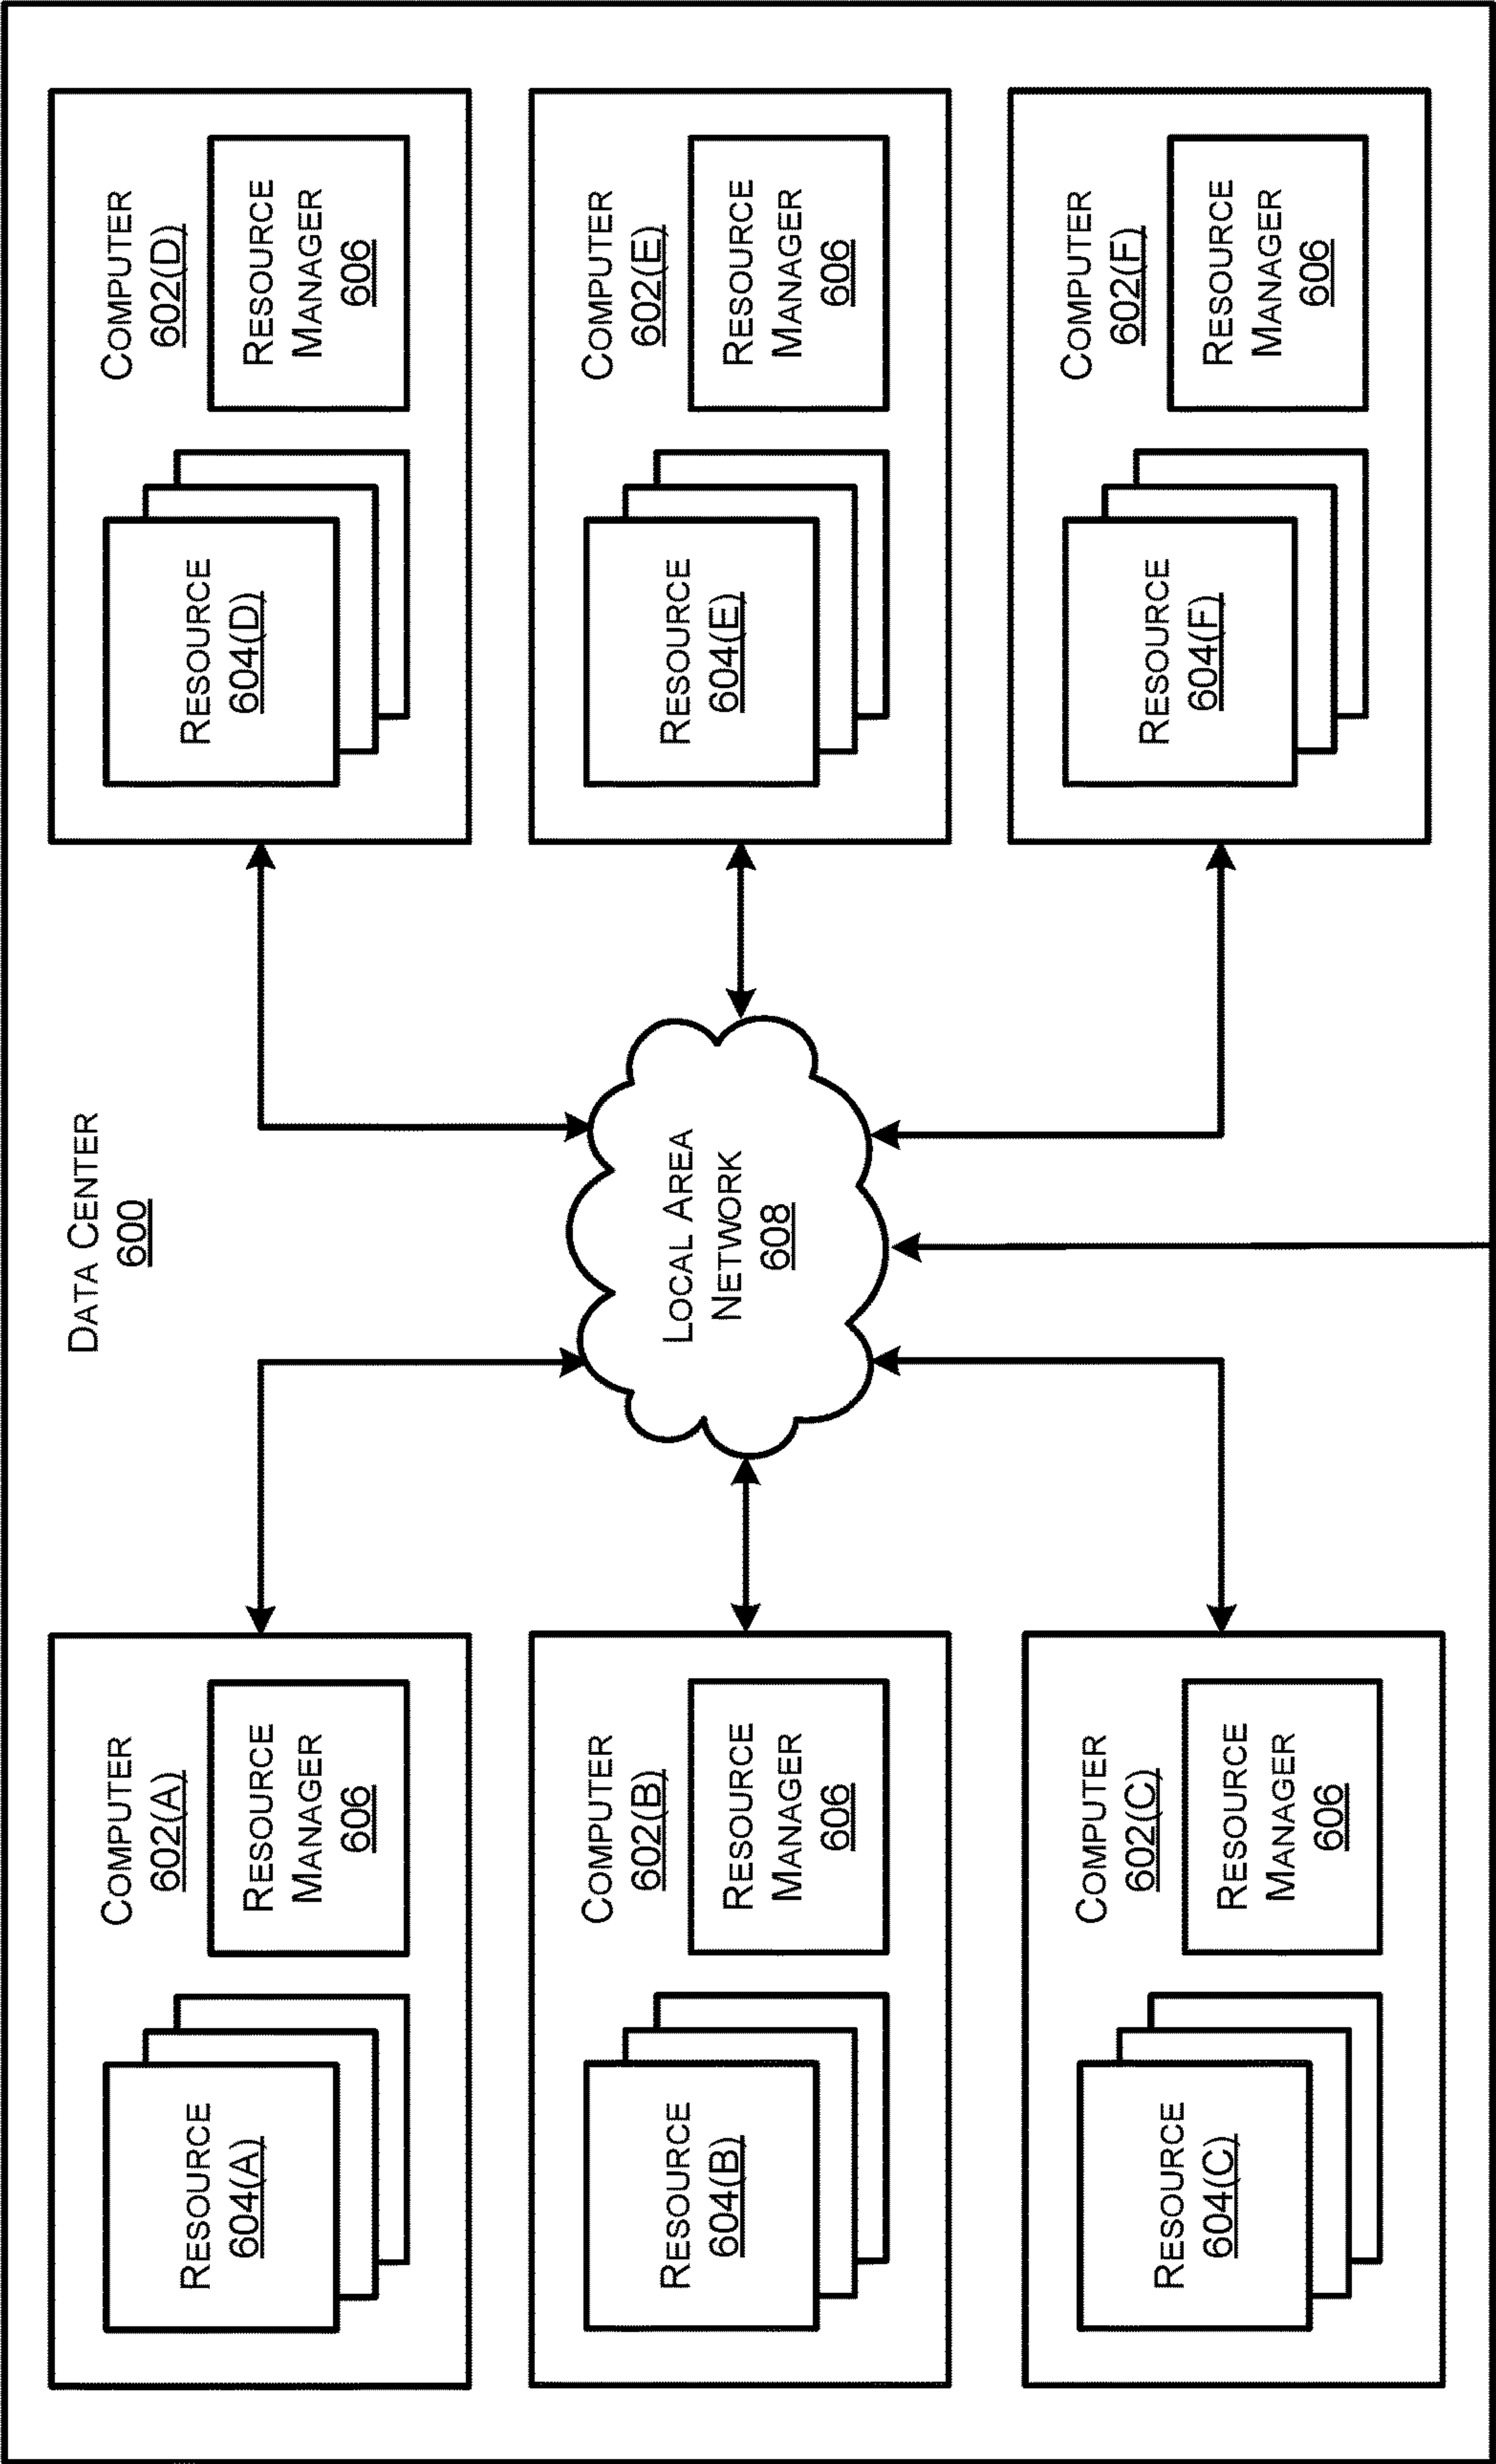 DATA CENTER
600
COMPUTER
602(A)
RESOURCE
604(A)
RESOURCE
MANAGER
606
COMPUTER
602(B)
RESOURCE
604(B)
RESOURCE
MANAGER
606
COMPUTER
602(C)
RESOURCE
604(C)
RESOURCE
MANAGER
606
LOCAL AREA
NETWORK
608
COMPUTER
602(D)
RESOURCE
604(D)
RESOURCE
MANAGER
606
COMPUTER
602(E)
RESOURCE
604(E)
RESOURCE
MANAGER
606
COMPUTER
602(F)
RESOURCE
604(F)
RESOURCE
MANAGER
606